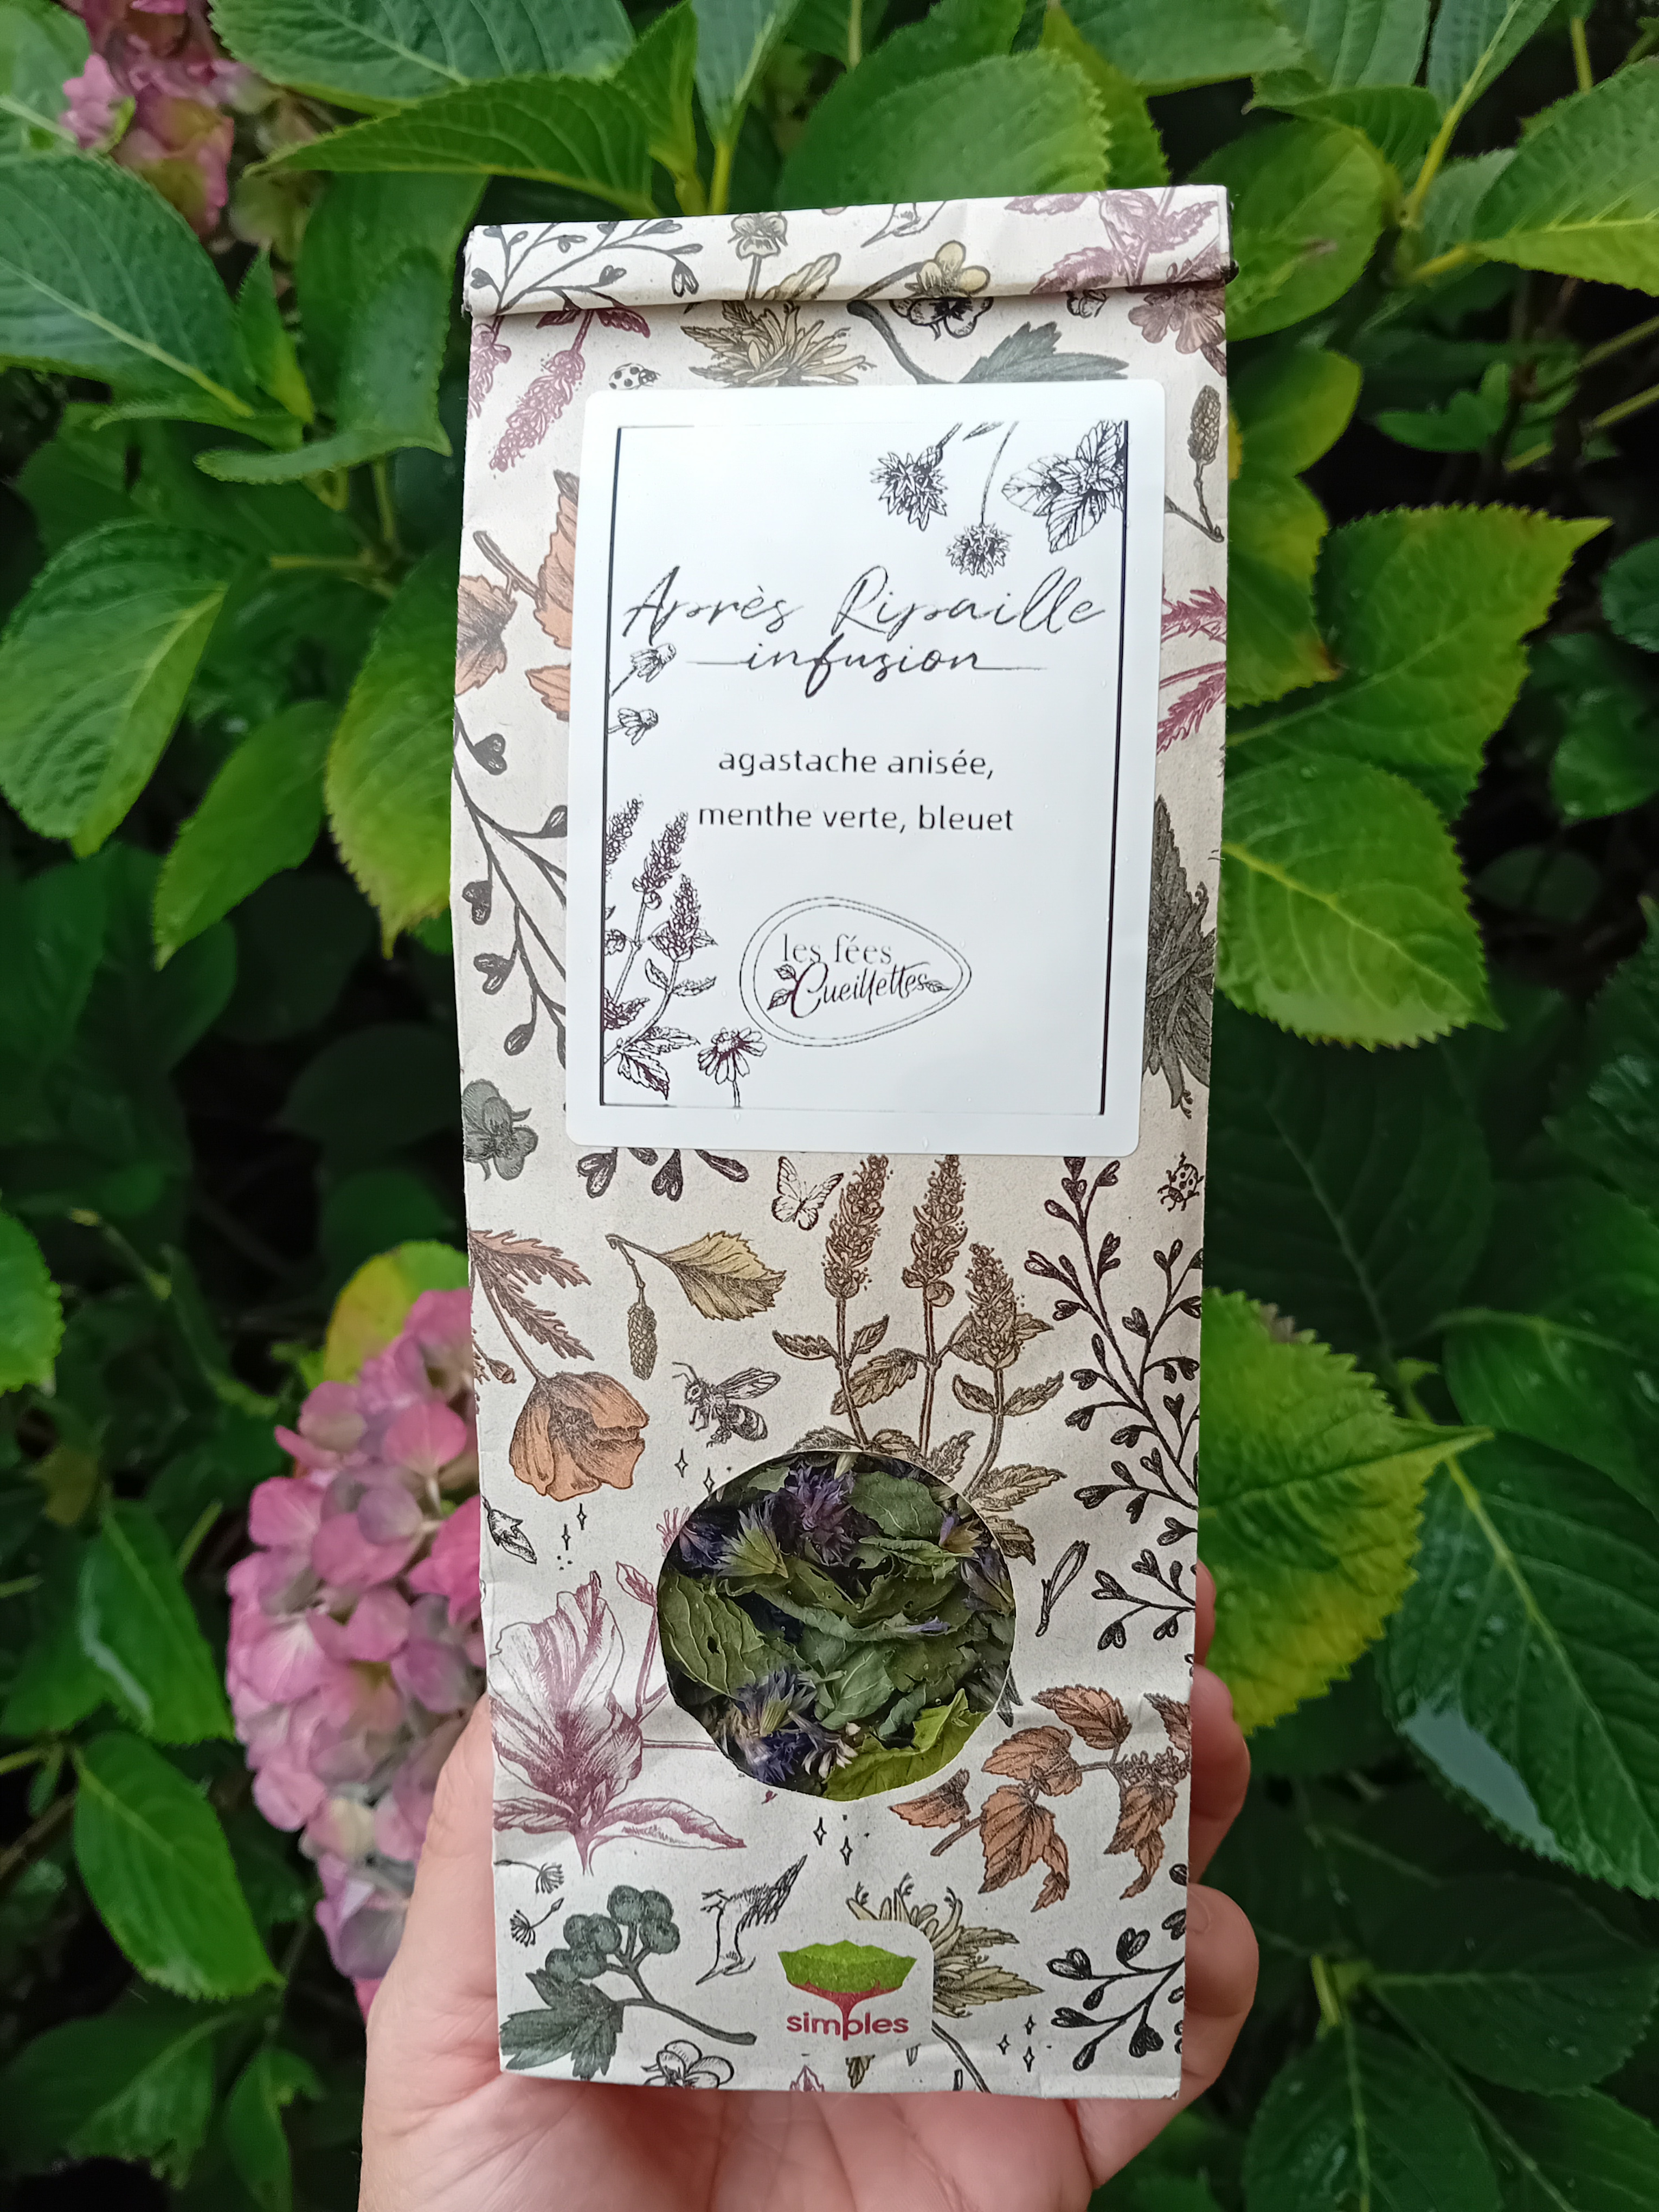 Après Ripaille
infusion
agastache anisée,
menthe verte, bleuet
les fées
Cueillettes
simples